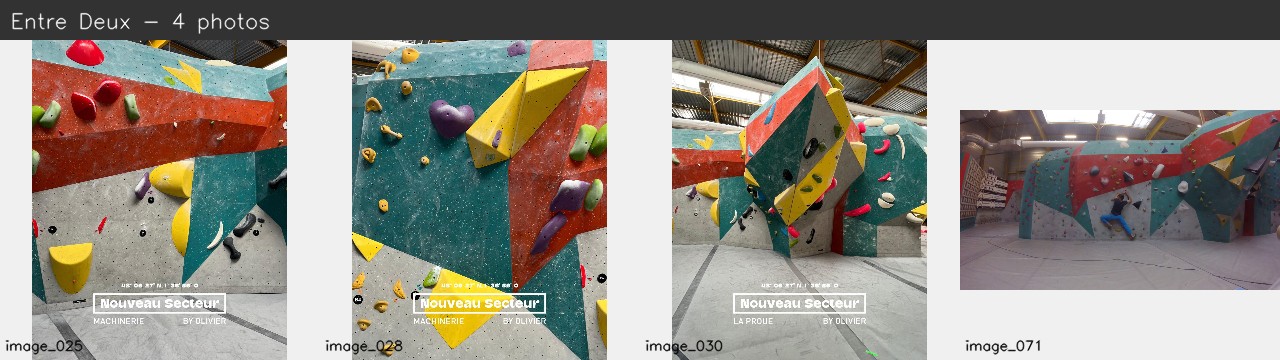 Entre Deux — 4 photos
Nouveau Secteur
MACHINERIE BY OLIVIER
image_025
Nouveau Secteur
MACHINERIE BY OLIVIER
image_028
Nouveau Secteur
LA PROUE BY OLIVIER
image_030
image_071